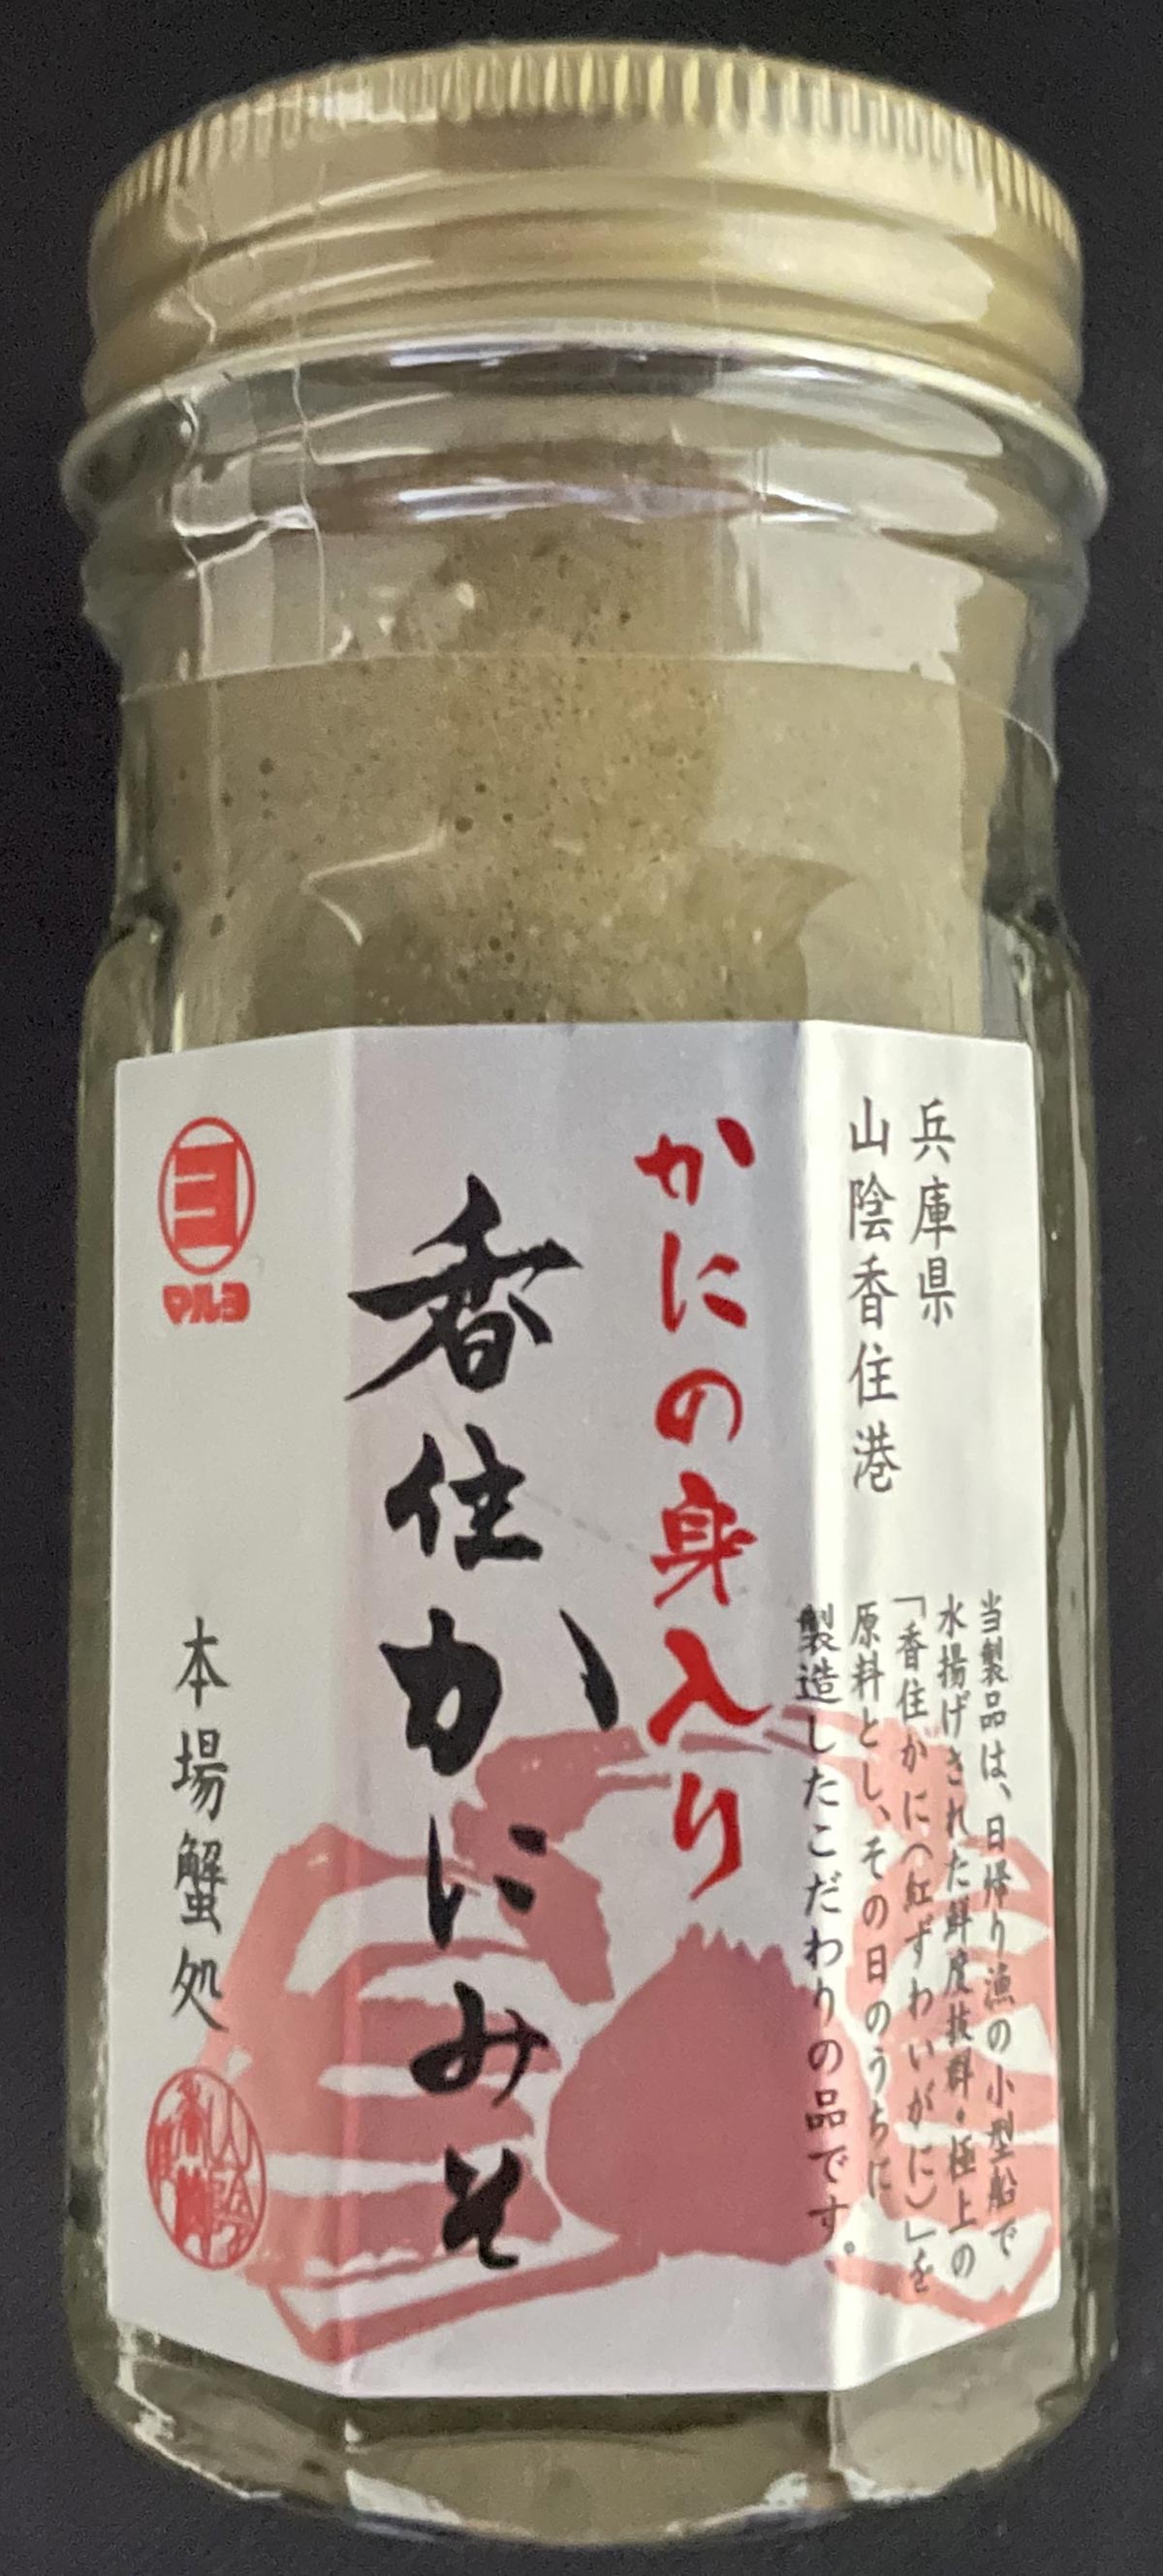 兵庫県
山陰香住港
当製品は、日帰り漁の小型船で
水揚げされた鮮度抜群・極上の
「香住かに（紅ずわいがに）」を
原料とし、その日のうちに
製造したこだわりの品です。
かにの身入り
香住かにみそ
ヨ
マルヨ
本場蟹処